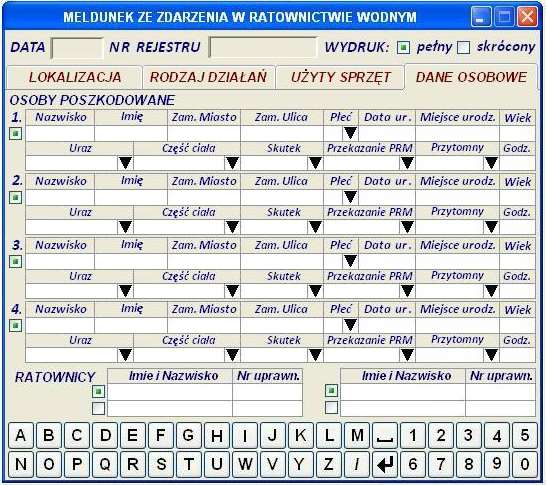 MELDUNEK ZE ZDARZENIA W RATOWNICTWIE WODNYM
DATA NR REJESTRU WYDRUK: pełny skrócony
LOKALIZACJA RODZAJ DZIAŁAŃ UŻYTY SPRZĘT DANE OSOBOWE
OSOBY POSZKODOWANE
1. Nazwisko Imię Zam. Miasto Zam. Ulica Płeć Data ur. Miejsce urodz. Wiek
Uraz Część ciała Skutek Przekazanie PRM Przytomny Godz.
2. Nazwisko Imię Zam. Miasto Zam. Ulica Płeć Data ur. Miejsce urodz. Wiek
Uraz Część ciała Skutek Przekazanie PRM Przytomny Godz.
3. Nazwisko Imię Zam. Miasto Zam. Ulica Płeć Data ur. Miejsce urodz. Wiek
Uraz Część ciała Skutek Przekazanie PRM Przytomny Godz.
4. Nazwisko Imię Zam. Miasto Zam. Ulica Płeć Data ur. Miejsce urodz. Wiek
Uraz Część ciała Skutek Przekazanie PRM Przytomny Godz.
RATOWNICY Imie i Nazwisko Nr uprawn. Imie i Nazwisko Nr uprawn.
A B C D E F G H I J K L M 1 2 3 4 5
N O P Q R S T U W V X Y Z / 6 7 8 9 0